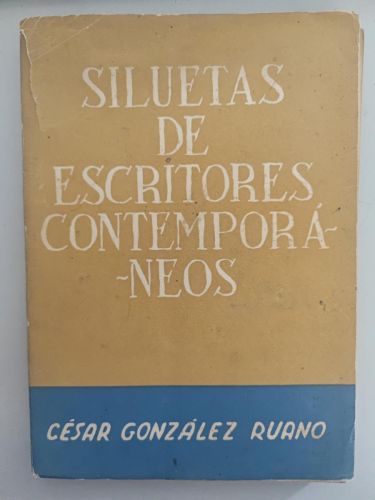 SILUETAS
DE
ESCRITORES
CONTEMPORÁ-
-NEOS
CÉSAR GONZÁLEZ RUANO